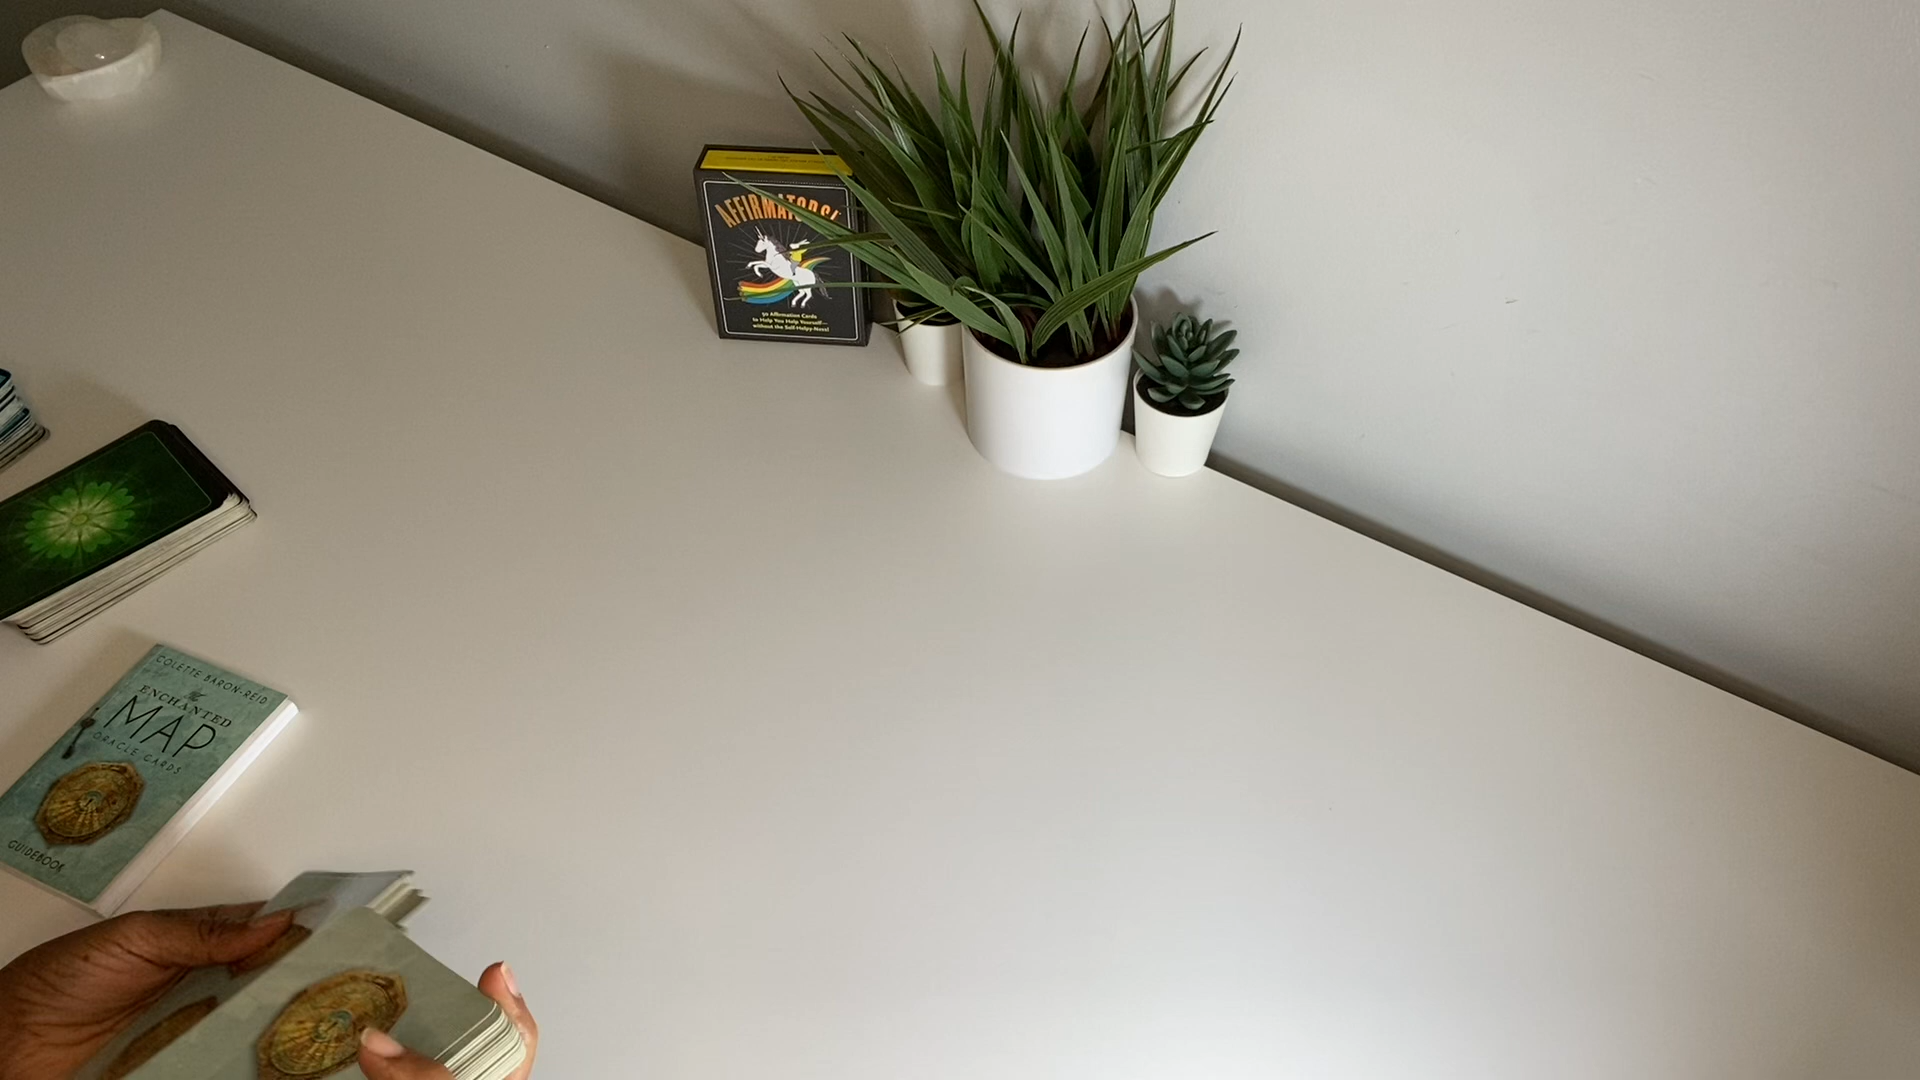 AFFIRMATORS!
50 Affirmation Cards
to Help You Help Yourself—
without the Self-Helpy-Ness!
COLETTE BARON-REID
The
ENCHANTED
MAP
ORACLE CARDS
GUIDEBOOK